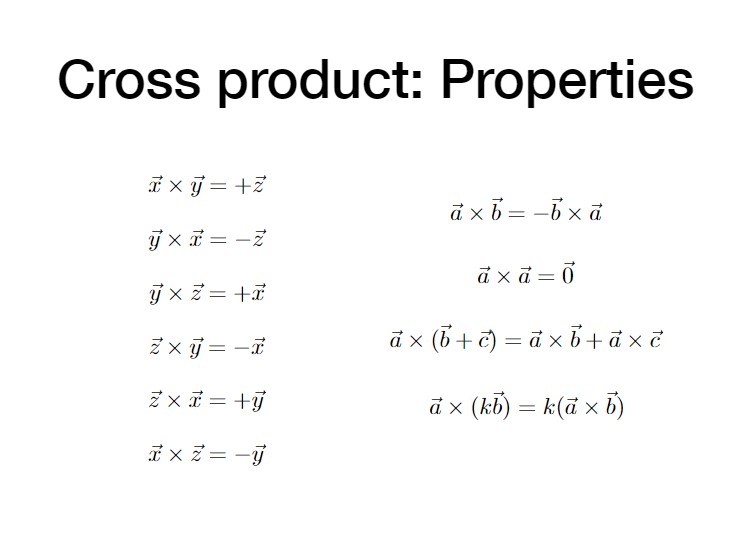 Cross product: Properties
$\vec{x} \times \vec{y} = +\vec{z}$
$\vec{y} \times \vec{x} = -\vec{z}$
$\vec{y} \times \vec{z} = +\vec{x}$
$\vec{z} \times \vec{y} = -\vec{x}$
$\vec{z} \times \vec{x} = +\vec{y}$
$\vec{x} \times \vec{z} = -\vec{y}$
$\vec{a} \times \vec{b} = -\vec{b} \times \vec{a}$
$\vec{a} \times \vec{a} = \vec{0}$
$\vec{a} \times (\vec{b} + \vec{c}) = \vec{a} \times \vec{b} + \vec{a} \times \vec{c}$
$\vec{a} \times (k\vec{b}) = k(\vec{a} \times \vec{b})$